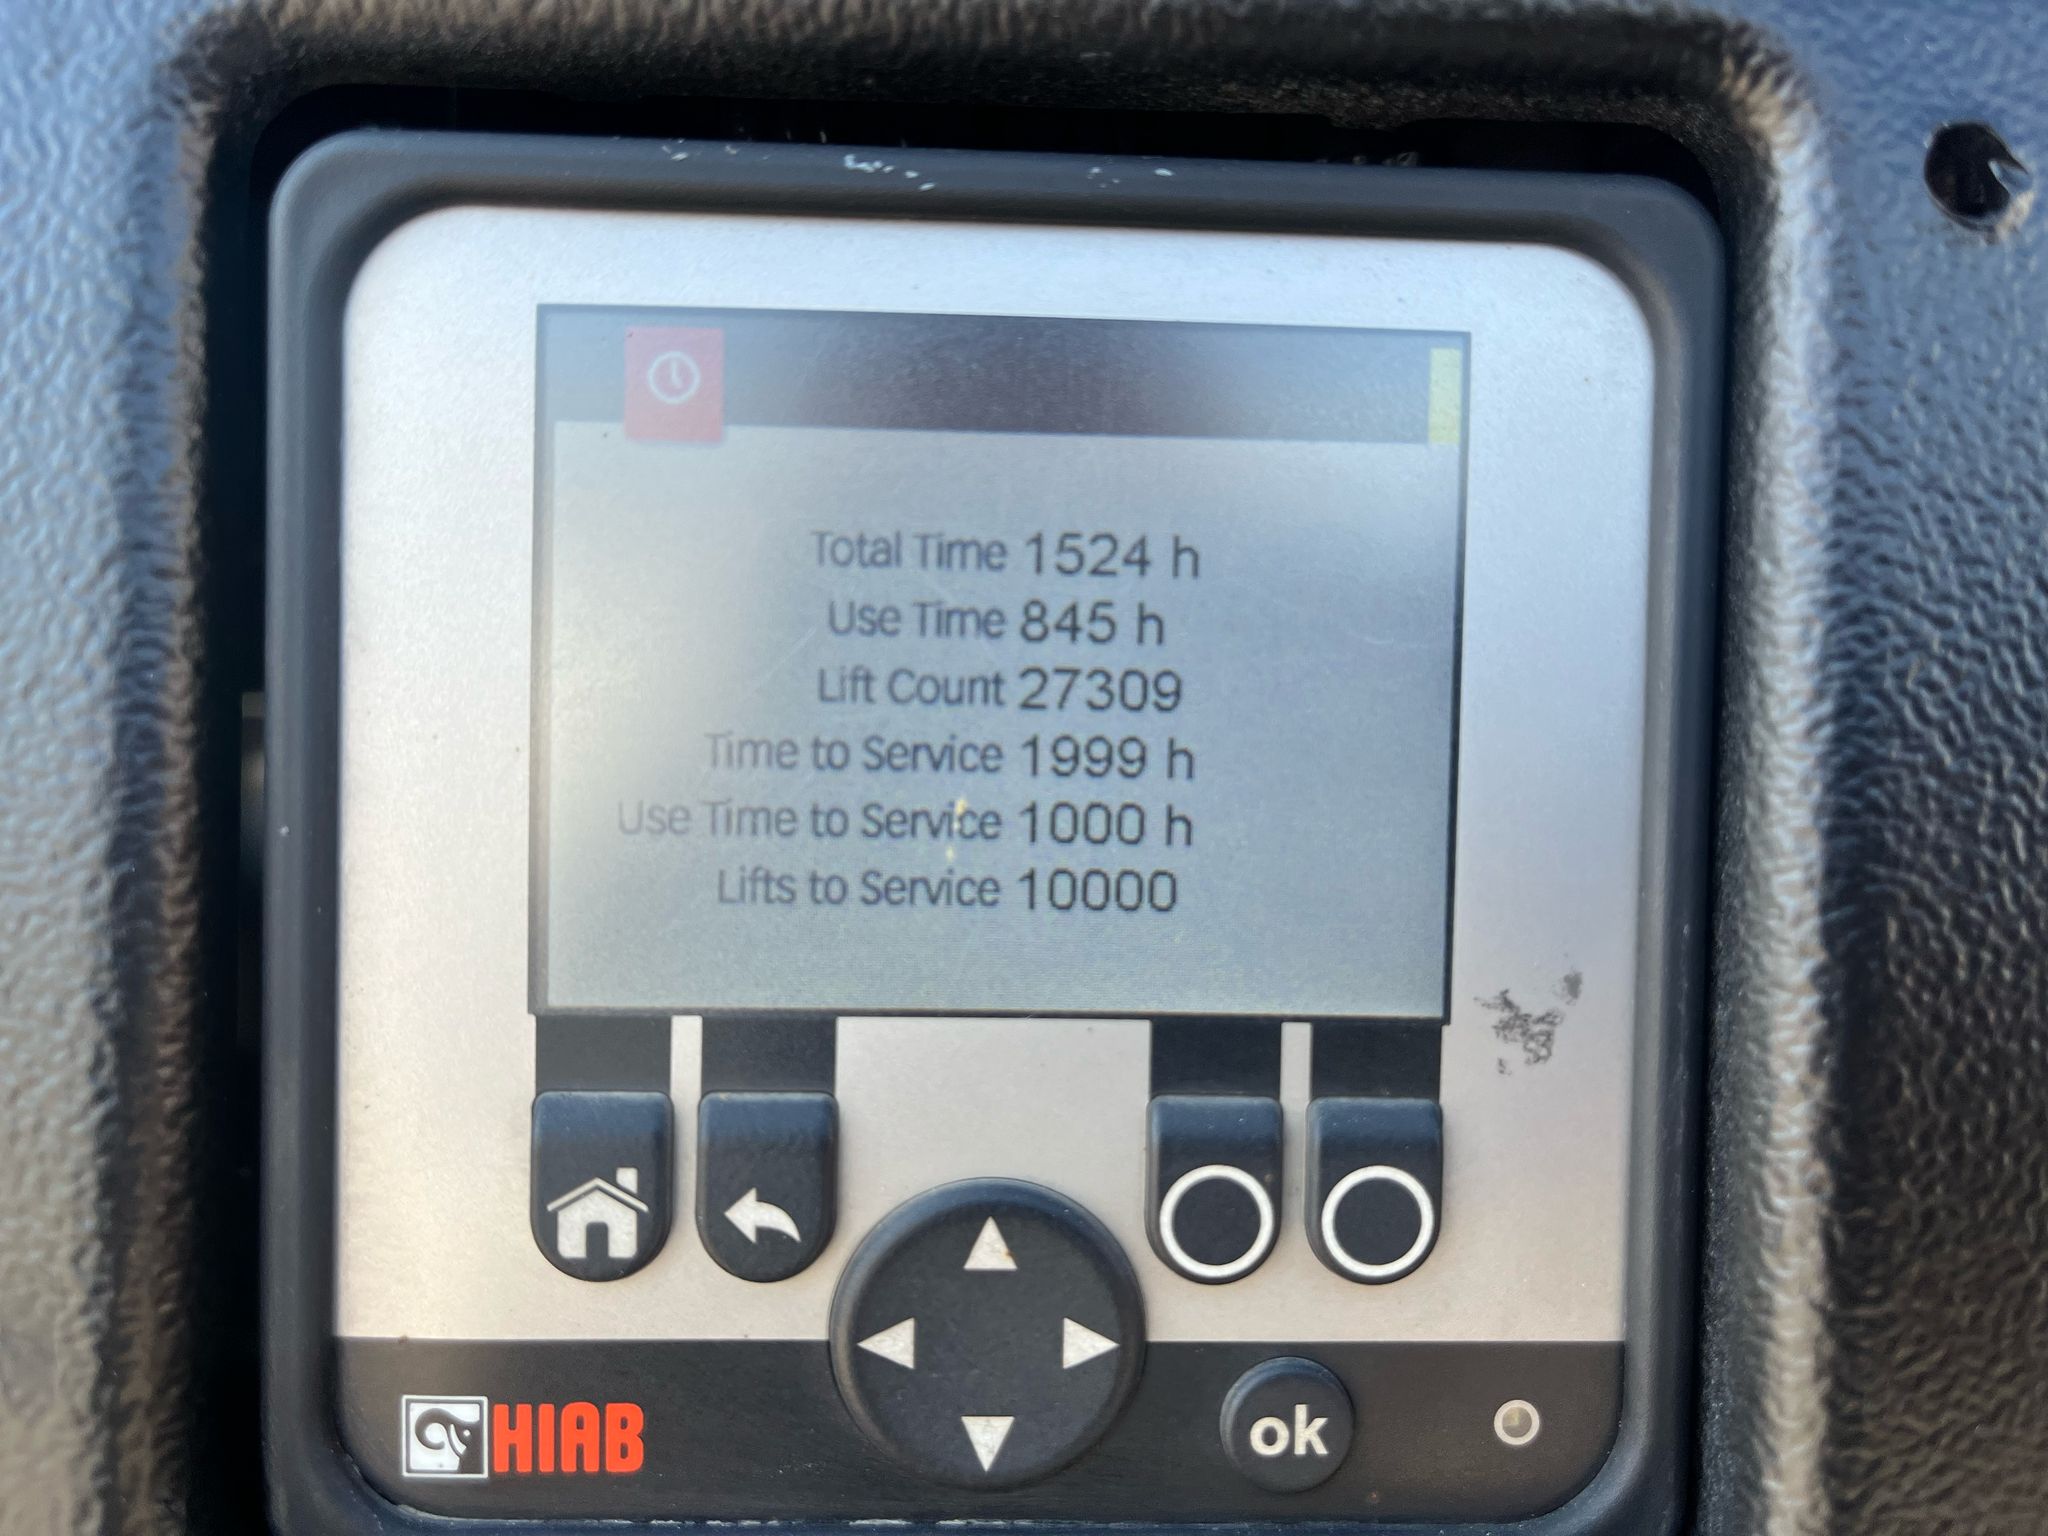 Total Time 1524 h
Use Time 845 h
Lift Count 27309
Time to Service 1999 h
Use Time to Service 1000 h
Lifts to Service 10000
HIAB
ok